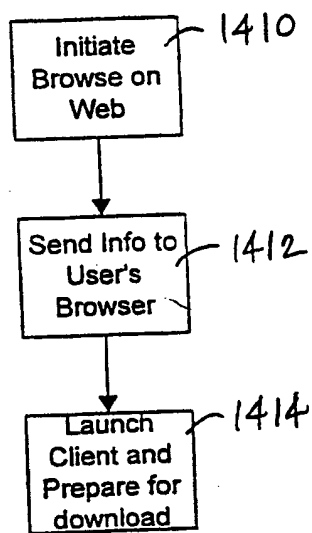 Initiate
Browse on
Web
1410
Send Info to
User's
Browser
1412
Launch
Client and
Prepare for
download
1414